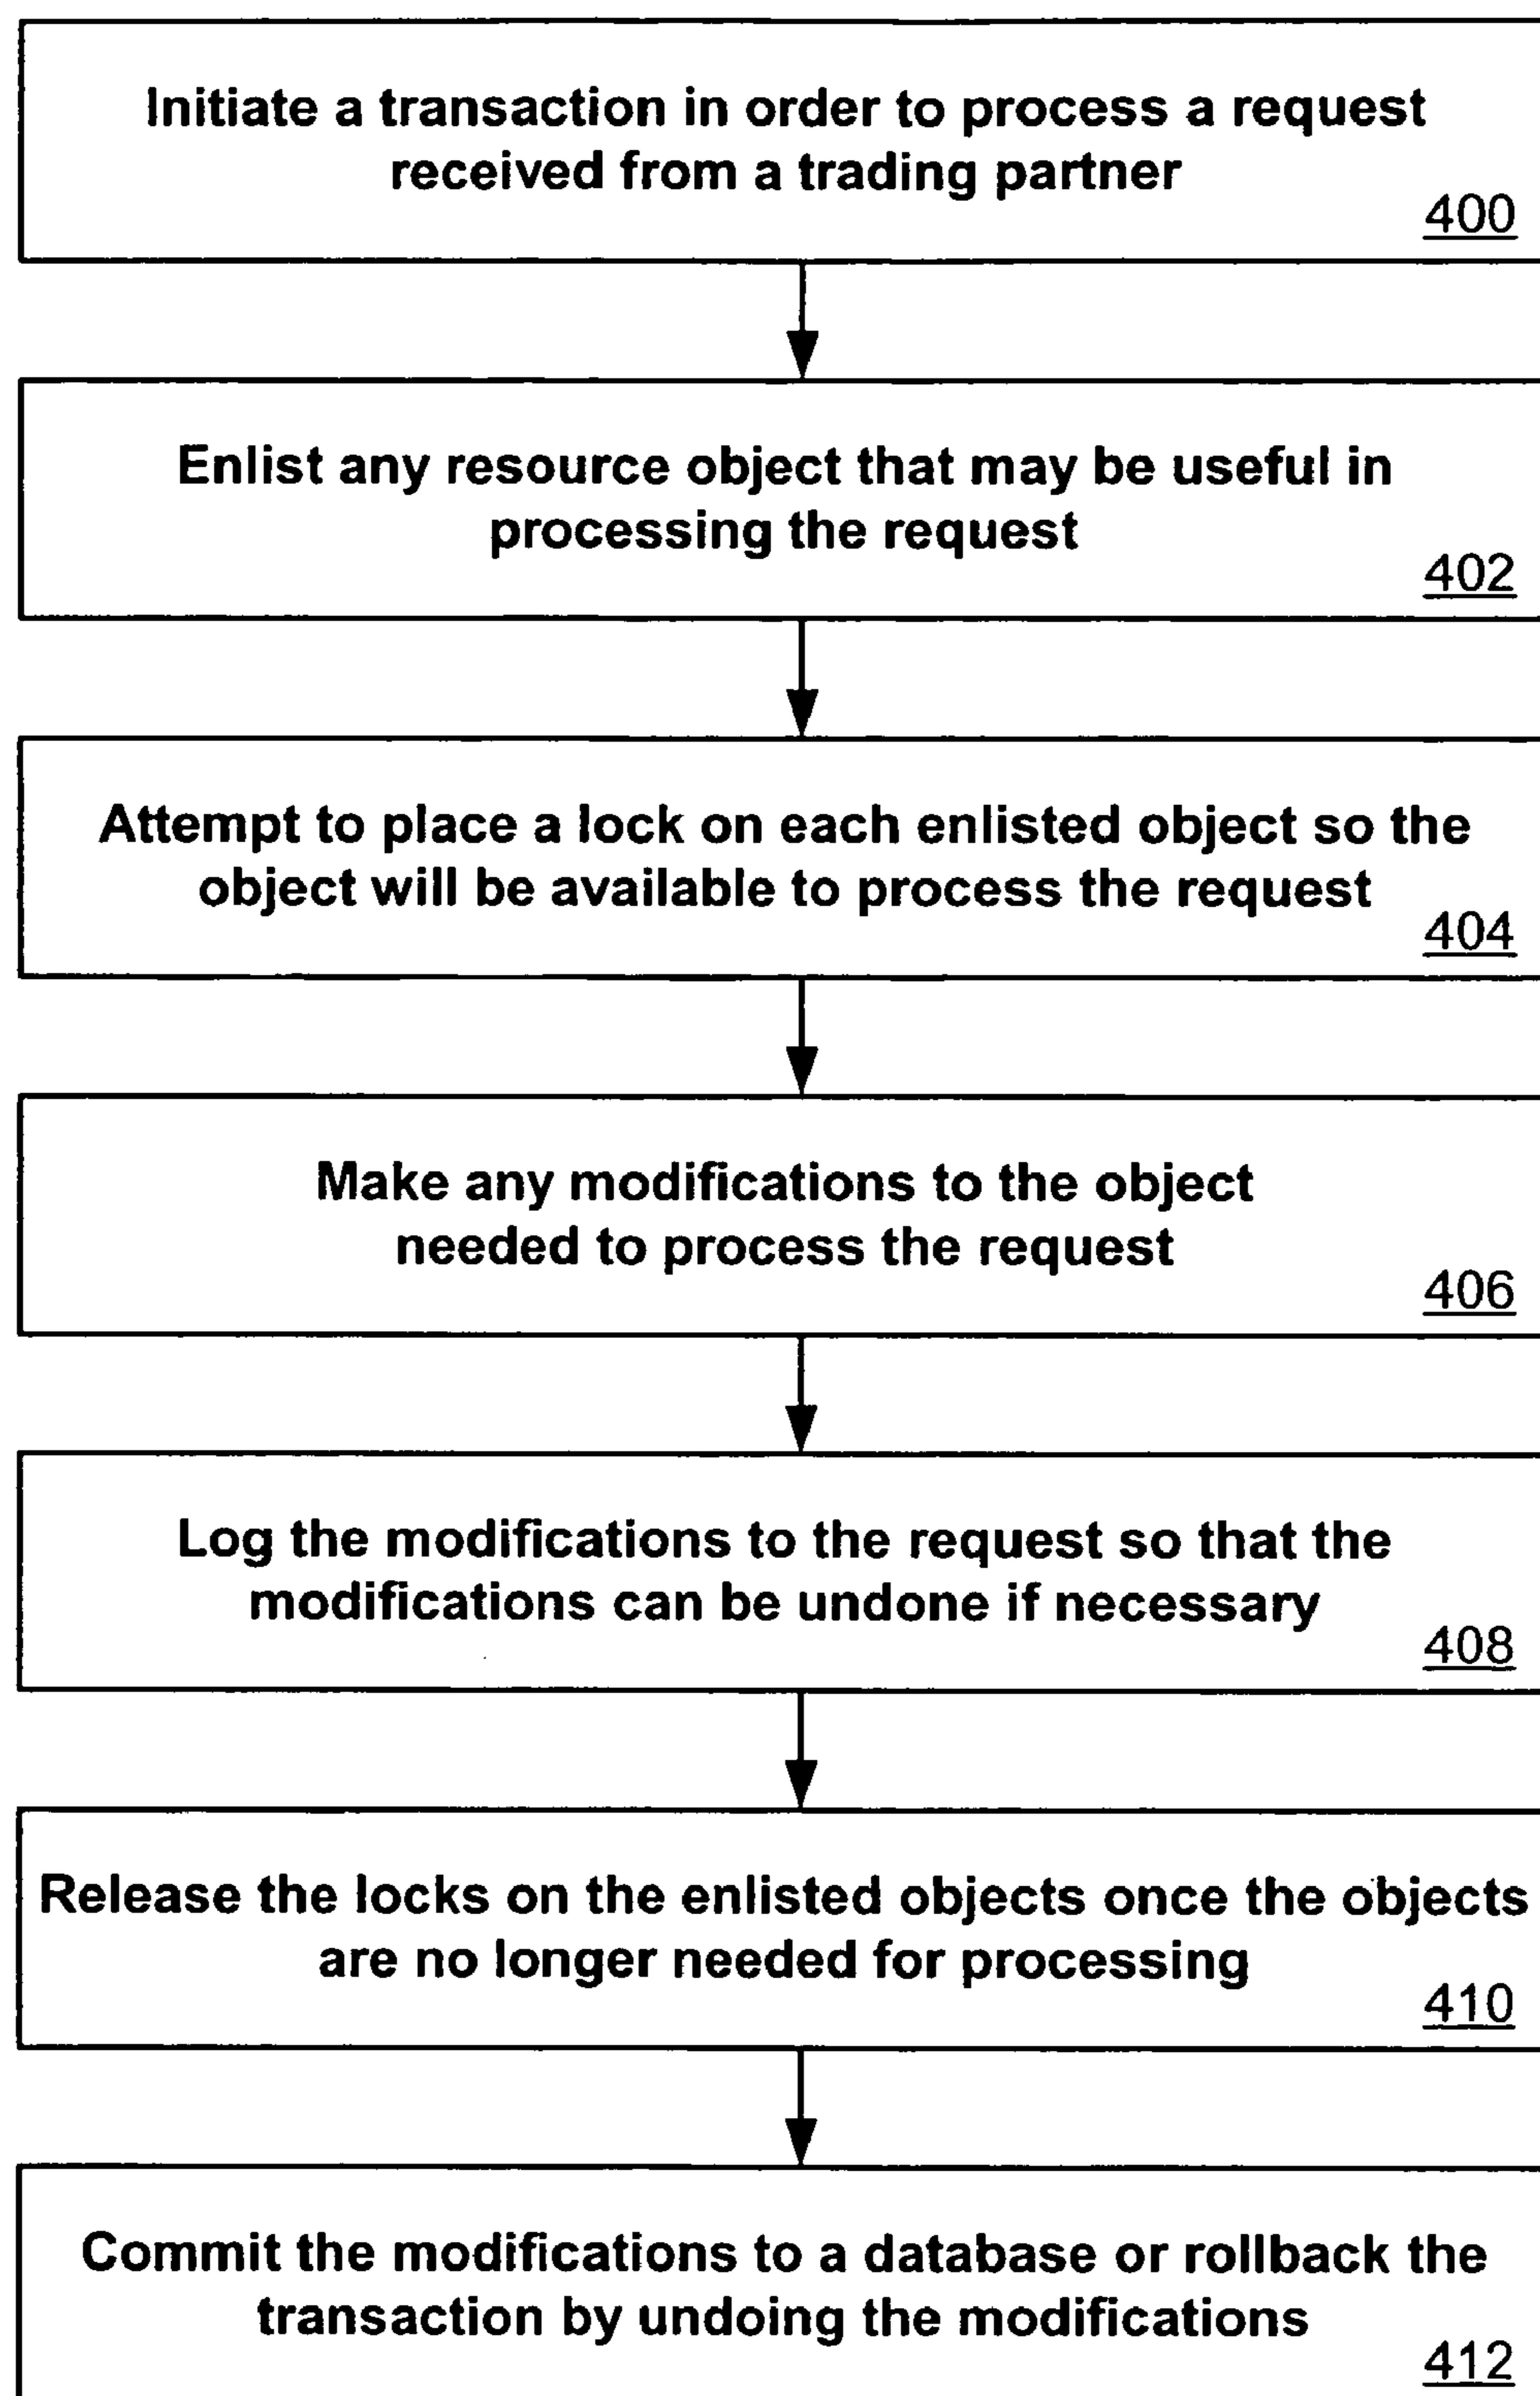 Initiate a transaction in order to process a request
received from a trading partner
400
Enlist any resource object that may be useful in
processing the request
402
Attempt to place a lock on each enlisted object so the
object will be available to process the request
404
Make any modifications to the object
needed to process the request
406
Log the modifications to the request so that the
modifications can be undone if necessary
408
Release the locks on the enlisted objects once the objects
are no longer needed for processing
410
Commit the modifications to a database or rollback the
transaction by undoing the modifications
412